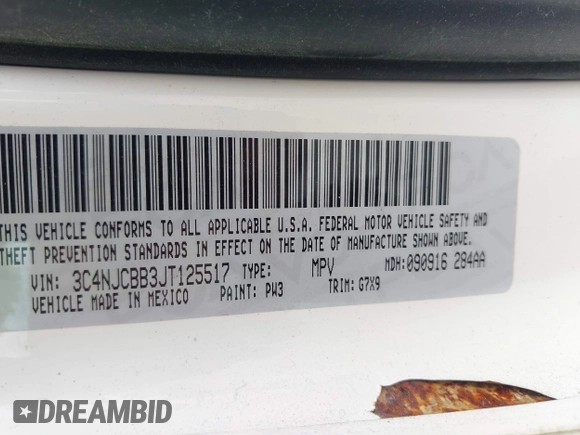 THIS VEHICLE CONFORMS TO ALL APPLICABLE U.S.A. FEDERAL MOTOR VEHICLE SAFETY AND
THEFT PREVENTION STANDARDS IN EFFECT ON THE DATE OF MANUFACTURE SHOWN ABOVE.
VIN: 3C4NJCBB3JT125517 TYPE: MPV MDH:090916 284AA
VEHICLE MADE IN MEXICO PAINT: PW3 TRIM: G7X9
DREAMBID